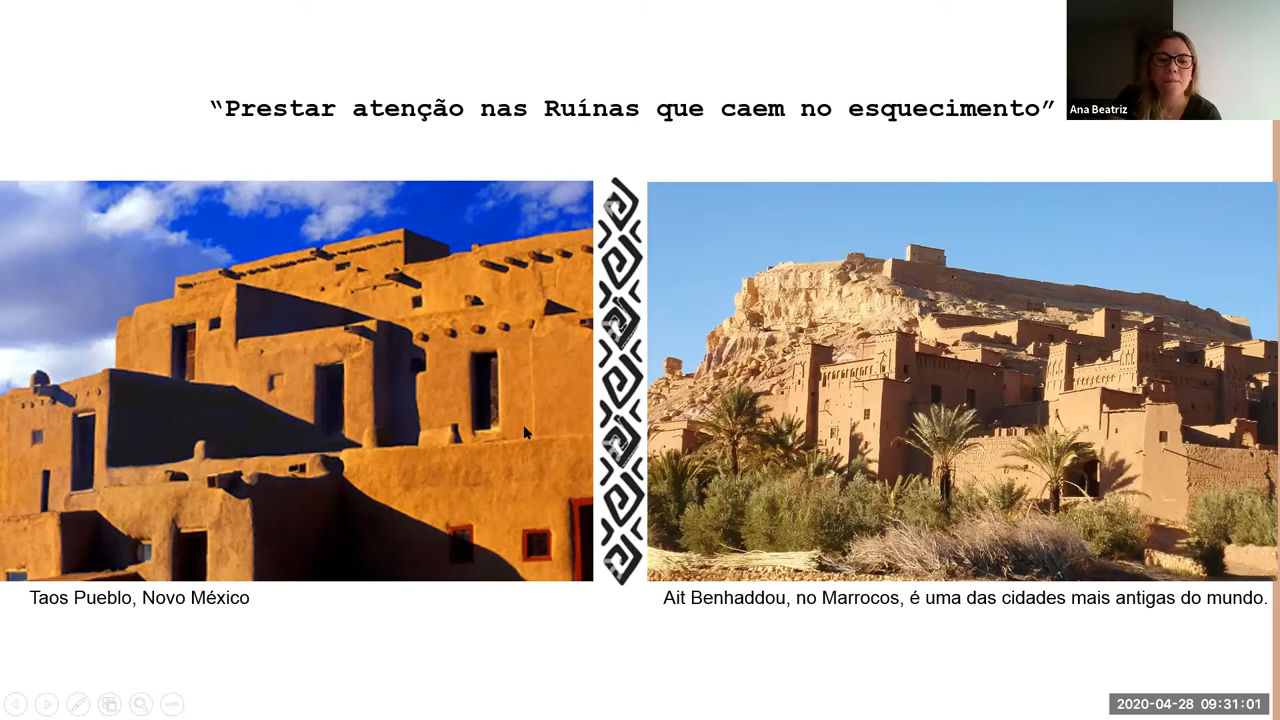 “Prestar atenção nas Ruínas que caem no esquecimento”
Ana Beatriz
Taos Pueblo, Novo México
Ait Benhaddou, no Marrocos, é uma das cidades mais antigas do mundo.
2020-04-28 09:31:01